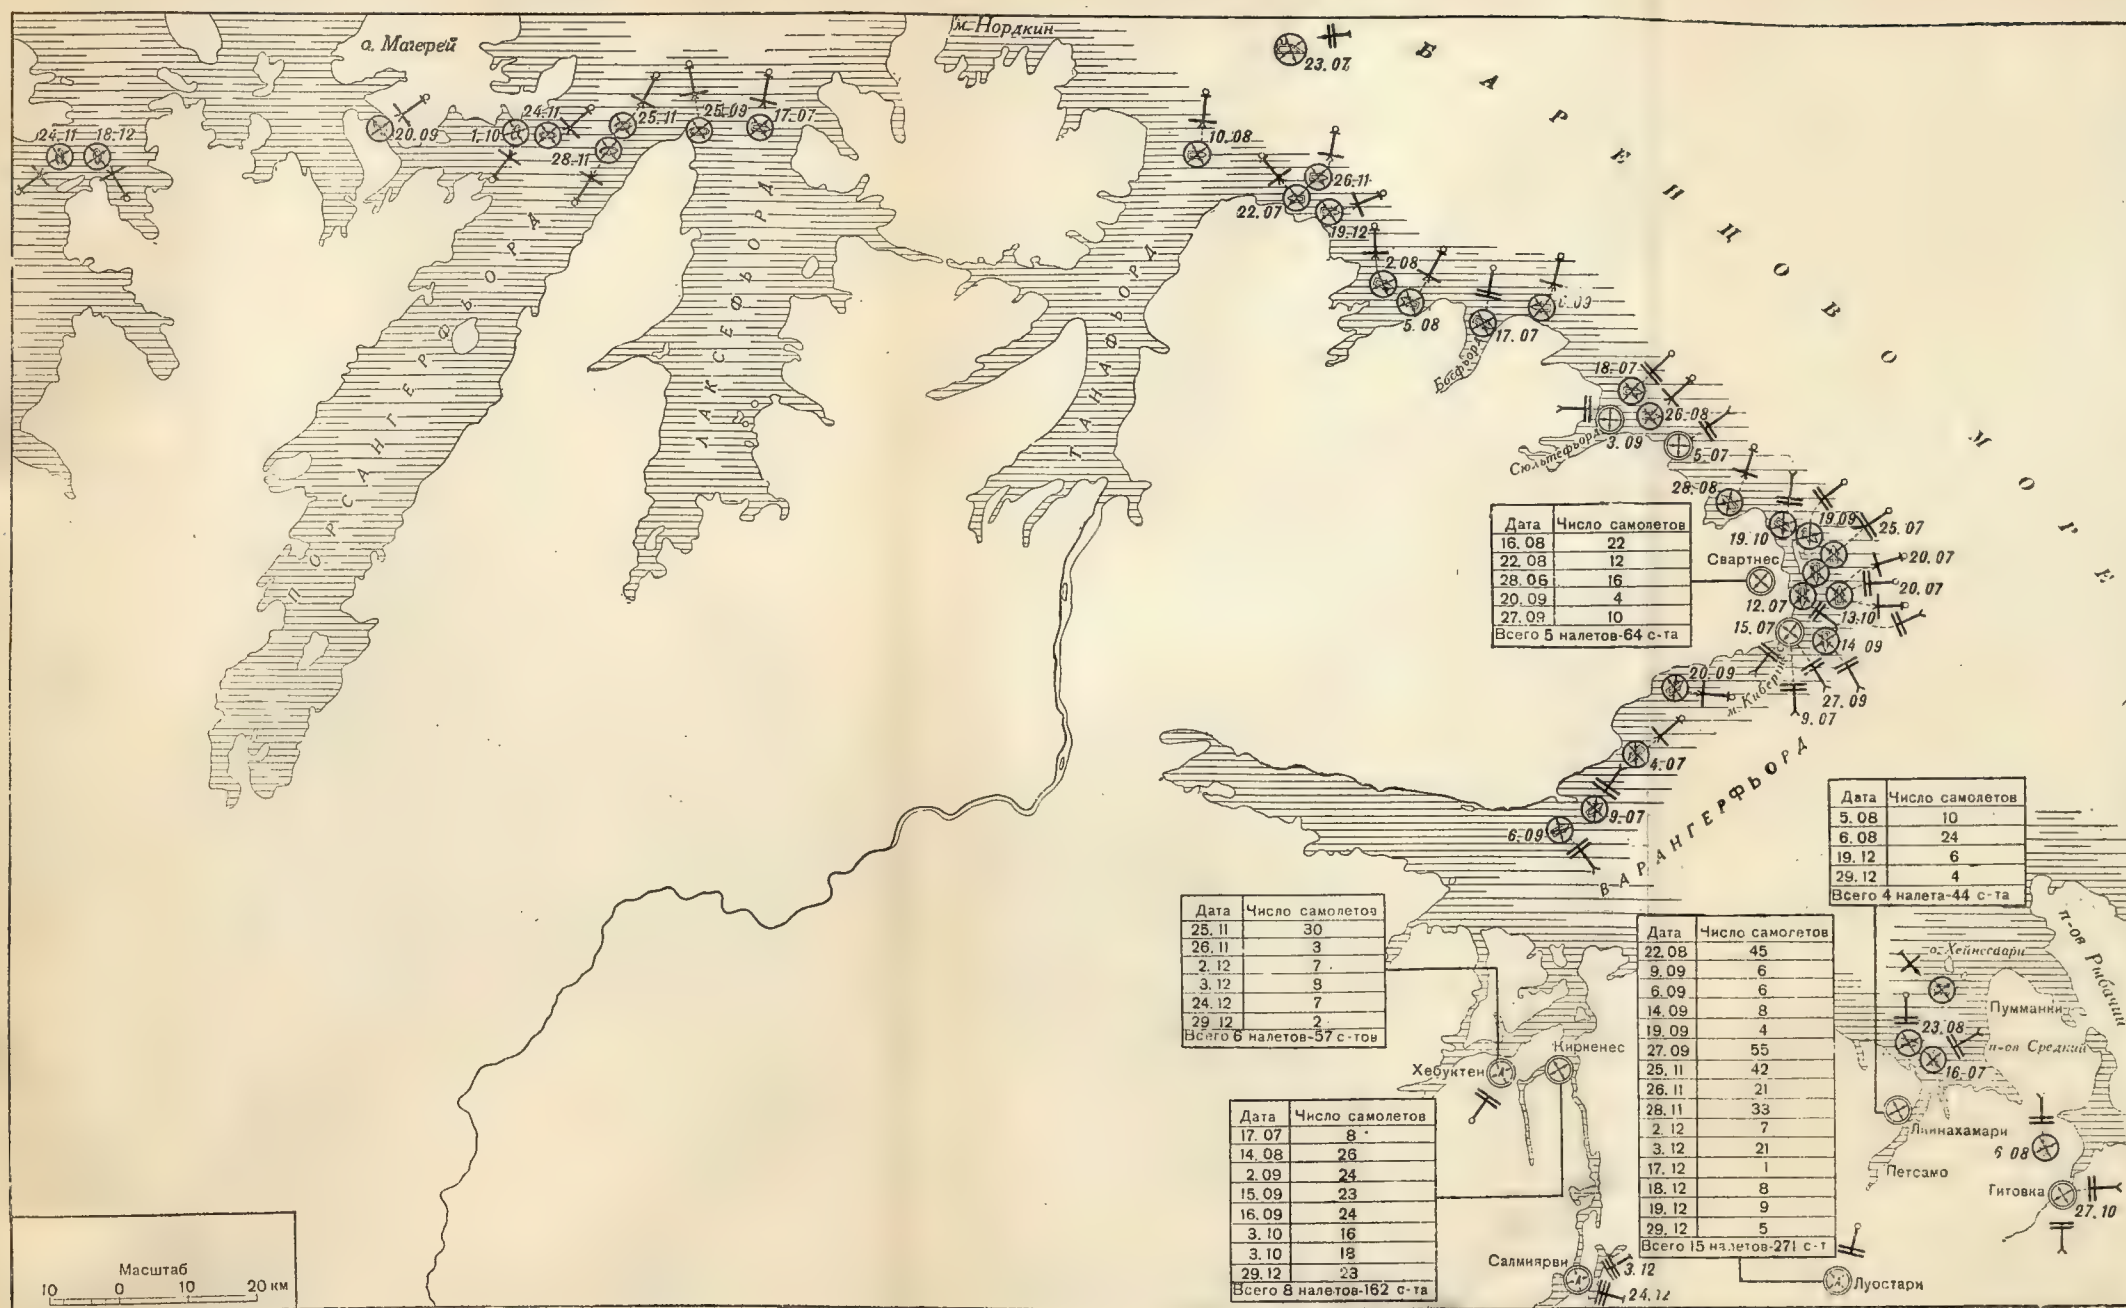 о. Магерей
м. Нордкин
23.07
БАРЕНЦОВО МОРЕ
24.11
18.12
20.09
1.10
24.11
28.11
25.11
25.09
17.07
10.08
26.11
22.07
19.12
2.08
5.08
17.07
ПОРСАНГЕРФЬОРД
ЛАКСЕФЬОРД
ТАНАФЬОРД
Босфьорд
18.07
26.08
3.09
5.07
Сюльтефьорд
28.08
19.10
19.09
25.07
20.07
20.07
Свартнес
12.07
13.10
15.07
14 09
20.09
27.09
9.07
4.07
9.07
6.09
ВАРАНГЕРФЬОРД
Дата Число самолетов
16.08 22
22.08 12
28.06 16
20.09 4
27.09 10
Всего 5 налетов-64 с-та
Дата Число самолетов
5.08 10
6.08 24
19.12 6
29.12 4
Всего 4 налета-44 с-та
Дата Число самолетов
25.11 30
26.11 3
2.12 7
3.12 8
24.12 7
29 12 2
Всего 6 налетов-57 с-тов
Дата Число самолетов
22.08 45
9.09 6
6.09 6
14.09 8
19.09 4
27.09 55
25.11 42
26.11 21
28.11 33
2.12 7
3.12 21
17.12 1
18.12 8
19.12 9
29.12 5
Всего 15 налетов-271 с-т
Дата Число самолетов
17.07 8
14.08 26
2.09 24
15.09 23
16.09 24
3.10 16
3.10 18
29.12 23
Всего 8 налетов-162 с-та
п-ов Рыбачий
Пумманки
23.08
п-ов Средний
16.07
Хебуктен
Киркенес
Лиинахамари
6 08
Петсамо
Титовка
27.10
Салмиярви
3.12
24.12
Луостари
Масштаб
10 0 10 20 км